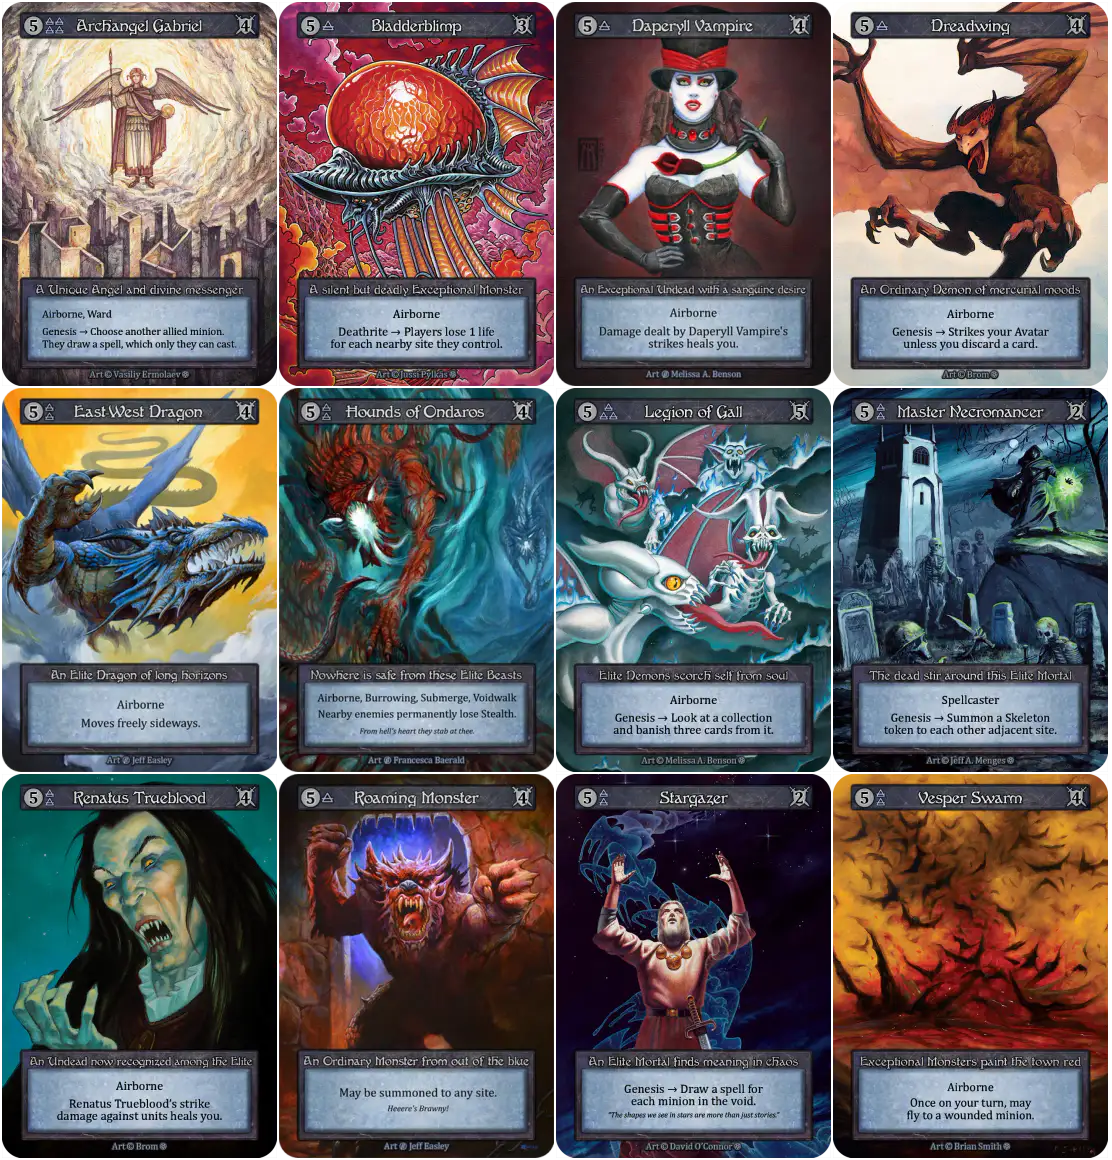 5 Archangel Gabriel 4
A Unique Angel and divine messenger
Airborne, Ward
Genesis → Choose another allied minion.
They draw a spell, which only they can cast.
Art © Vasiliy Ermolaev
5 Bladderblimp 3
A silent but deadly Exceptional Monster
Airborne
Deathrite → Players lose 1 life
for each nearby site they control.
Art © Jussi Pylkäs
5 Daperyll Vampire 4
An Exceptional Undead with a sanguine desire
Airborne
Damage dealt by Daperyll Vampire's
strikes heals you.
Art @ Melissa A. Benson
5 Dreadwing 4
An Ordinary Demon of mercurial moods
Airborne
Genesis → Strikes your Avatar
unless you discard a card.
Art © Brom
5 East-West Dragon 4
An Elite Dragon of long horizons
Airborne
Moves freely sideways.
Art @ Jeff Easley
5 Hounds of Ondaros 4
Nowhere is safe from these Elite Beasts
Airborne, Burrowing, Submerge, Voidwalk
Nearby enemies permanently lose Stealth.
From hell's heart they stab at thee.
Art @ Francesca Baerald
5 Legion of Gall 5
Elite Demons scorch self from soul
Airborne
Genesis → Look at a collection
and banish three cards from it.
Art © Melissa A. Benson
5 Master Necromancer 2
The dead stir around this Elite Mortal
Spellcaster
Genesis → Summon a Skeleton
token to each other adjacent site.
Art © Jeff A. Menges
5 Renatus Trueblood 4
An Undead now recognized among the Elite
Airborne
Renatus Trueblood's strike
damage against units heals you.
Art © Brom
5 Roaming Monster 4
An Ordinary Monster from out of the blue
May be summoned to any site.
Heeere's Brawny!
Art @ Jeff Easley
5 Stargazer 2
An Elite Mortal finds meaning in chaos
Genesis → Draw a spell for
each minion in the void.
"The shapes we see in stars are more than just stories."
Art © David O'Connor
5 Vesper Swarm 4
Exceptional Monsters paint the town red
Airborne
Once on your turn, may
fly to a wounded minion.
Art © Brian Smith